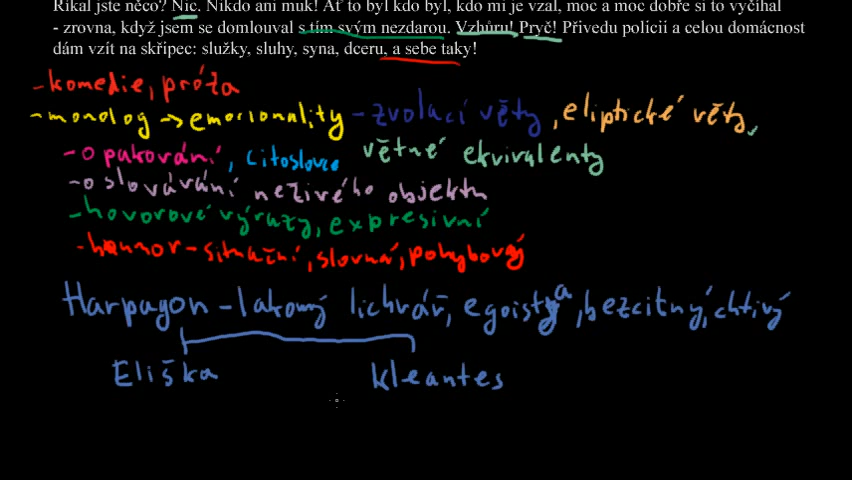 Říkal jste něco? Nic. Nikdo ani muk! Ať to byl kdo byl, kdo mi je vzal, moc a moc dobře si to vyčíhal
- zrovna, když jsem se domlouval s tím svým nezdarou. Vzhůru! Pryč! Přivedu policii a celou domácnost
dám vzít na skřipec: služky, sluhy, syna, dceru, a sebe taky!
- komedie, próza
- monolog → emocionality - zvolací věty, eliptické věty,
- opakování, citoslovce větné ekvivalenty
- oslovávání neživého objektu
- hovorové výrazy, expresivní
- humor - situační, slovná, pohybový
Harpagon - lakomý lichvář, egoista, bezcitný, chtivý
Eliška Kleantes